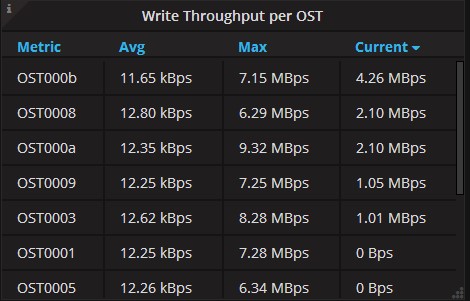 i
Write Throughput per OST
Metric Avg Max Current
OST000b 11.65 kBps 7.15 MBps 4.26 MBps
OST0008 12.80 kBps 6.29 MBps 2.10 MBps
OST000a 12.35 kBps 9.32 MBps 2.10 MBps
OST0009 12.25 kBps 7.25 MBps 1.05 MBps
OST0003 12.62 kBps 8.28 MBps 1.01 MBps
OST0001 12.25 kBps 7.28 MBps 0 Bps
OST0005 12.26 kBps 6.34 MBps 0 Bps